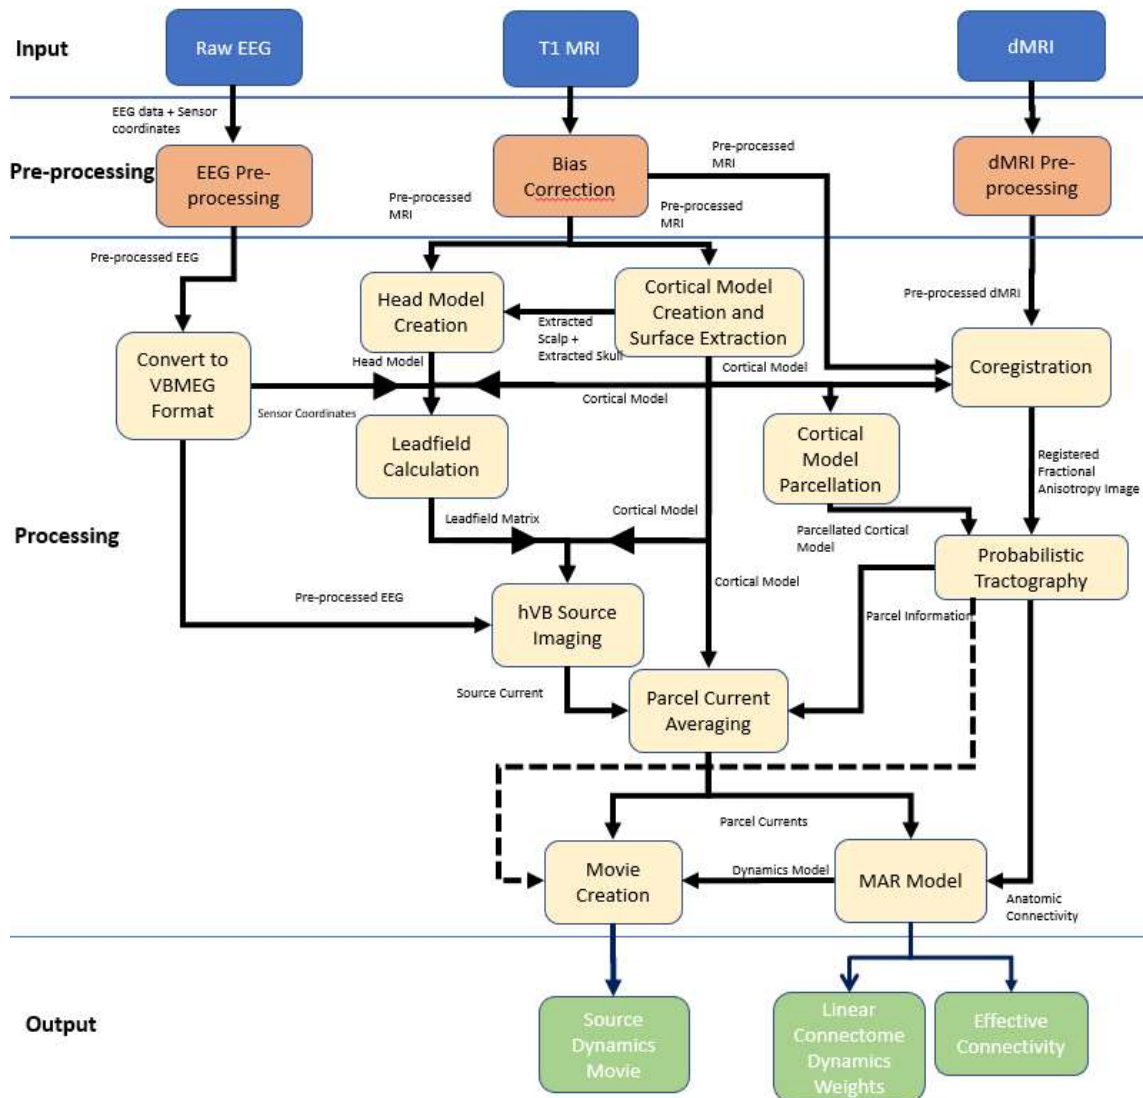 Input
Raw EEG
T1 MRI
dMRI
EEG data + Sensor
coordinates
Pre-processing
EEG Pre-
processing
Bias
Correction
Pre-processed
MRI
dMRI Pre-
processing
Pre-processed
MRI
Pre-processed
MRI
Pre-processed EEG
Head Model
Creation
Extracted
Scalp +
Extracted Skull
Cortical Model
Creation and
Surface Extraction
Pre-processed dMRI
Convert to
VBMEG
Format
Head Model
Cortical Model
Coregistration
Sensor Coordinates
Cortical Model
Leadfield
Calculation
Cortical
Model
Parcellation
Registered
Fractional
Anisotropy Image
Processing
Leadfield Matrix
Cortical Model
Parcellated Cortical
Model
Probabilistic
Tractography
Cortical Model
Pre-processed EEG
hVB Source
Imaging
Parcel Information
Source Current
Parcel Current
Averaging
Parcel Currents
Movie
Creation
Dynamics Model
MAR Model
Anatomic
Connectivity
Output
Source
Dynamics
Movie
Linear
Connectome
Dynamics
Weights
Effective
Connectivity